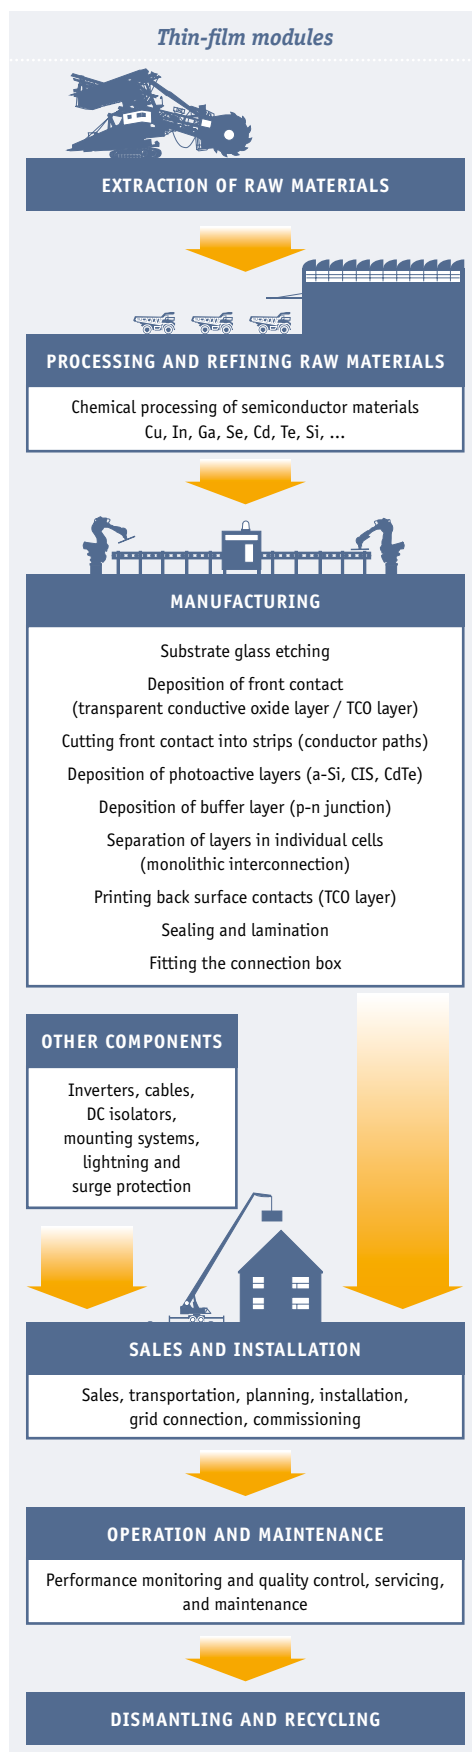 Thin-film modules
EXTRACTION OF RAW MATERIALS
PROCESSING AND REFINING RAW MATERIALS
Chemical processing of semiconductor materials
Cu, In, Ga, Se, Cd, Te, Si, ...
MANUFACTURING
Substrate glass etching
Deposition of front contact
(transparent conductive oxide layer / TCO layer)
Cutting front contact into strips (conductor paths)
Deposition of photoactive layers (a-Si, CIS, CdTe)
Deposition of buffer layer (p-n junction)
Separation of layers in individual cells
(monolithic interconnection)
Printing back surface contacts (TCO layer)
Sealing and lamination
Fitting the connection box
OTHER COMPONENTS
Inverters, cables,
DC isolators,
mounting systems,
lightning and
surge protection
SALES AND INSTALLATION
Sales, transportation, planning, installation,
grid connection, commissioning
OPERATION AND MAINTENANCE
Performance monitoring and quality control, servicing,
and maintenance
DISMANTLING AND RECYCLING